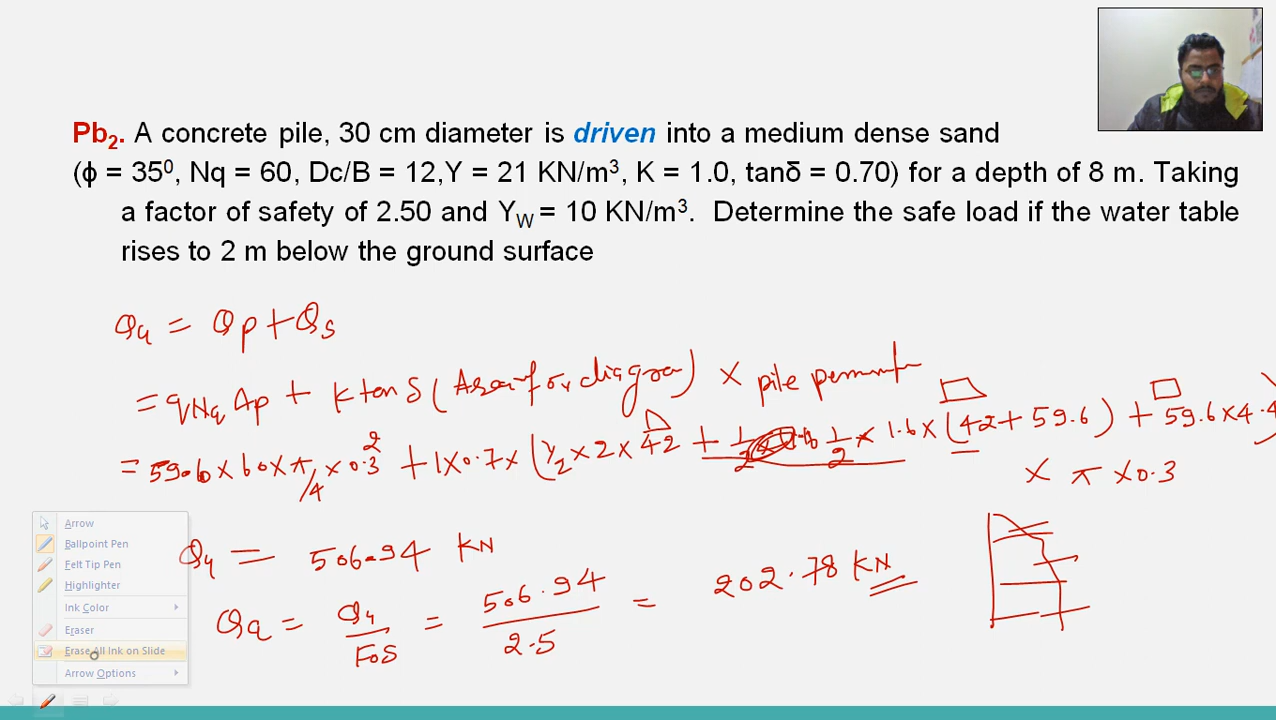 Pb₂. A concrete pile, 30 cm diameter is driven into a medium dense sand
(ϕ = 35⁰, Nq = 60, Dc/B = 12,Y = 21 KN/m³, K = 1.0, tanδ = 0.70) for a depth of 8 m. Taking
a factor of safety of 2.50 and Y_W = 10 KN/m³. Determine the safe load if the water table
rises to 2 m below the ground surface
Qu = Qp + Qs
= qNq Ap + K tan δ ( Area of σv diagram ) × pile
= 59.6 × 60 × π/4 × 0.3² + 1 × 0.7 × ( 1/2 × 2 × 42 + 1/2 × 1.6 × ( 42 + 59.6 ) + 59.6 × 4.4
× π × 0.3
Qu = 506.94 KN
Qa = Qu/FOS = 506.94/2.5 = 202.78 KN
Arrow
Ballpoint Pen
Felt Tip Pen
Highlighter
Ink Color
Eraser
Erase All Ink on Slide
Arrow Options